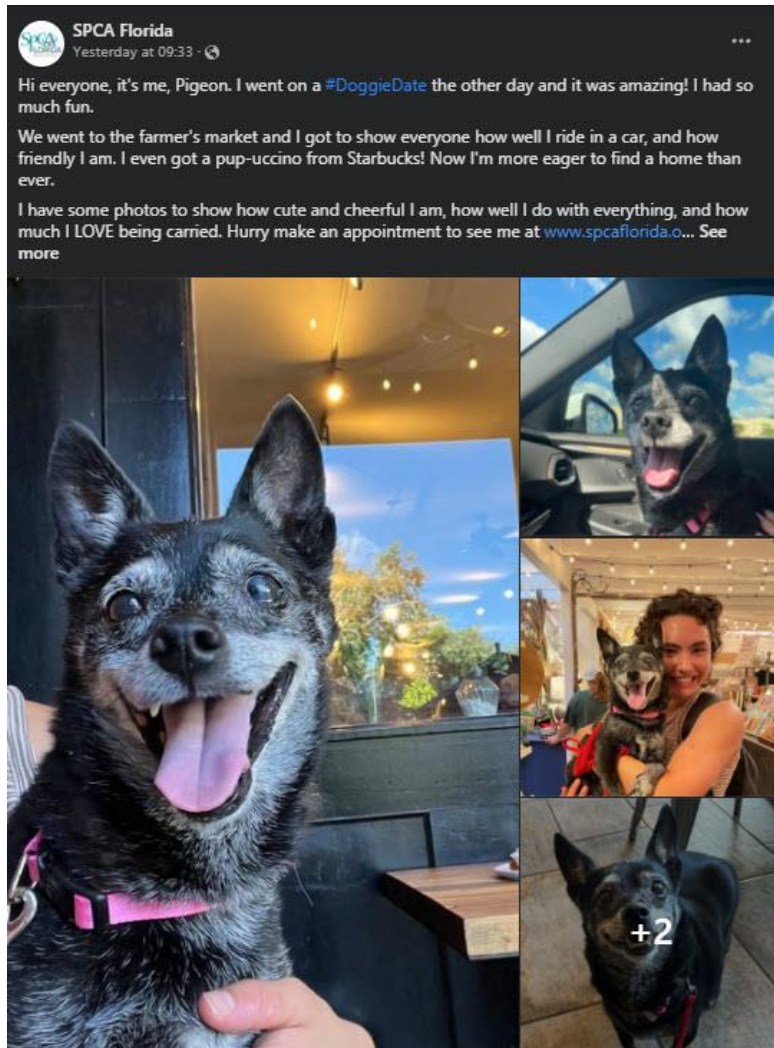 SPCA FLORIDA
SPCA Florida
Yesterday at 09:33 ·
Hi everyone, it's me, Pigeon. I went on a #DoggieDate the other day and it was amazing! I had so
much fun.
We went to the farmer's market and I got to show everyone how well I ride in a car, and how
friendly I am. I even got a pup-uccino from Starbucks! Now I'm more eager to find a home than
ever.
I have some photos to show how cute and cheerful I am, how well I do with everything, and how
much I LOVE being carried. Hurry make an appointment to see me at www.spcaflorida.o... See
more
+2